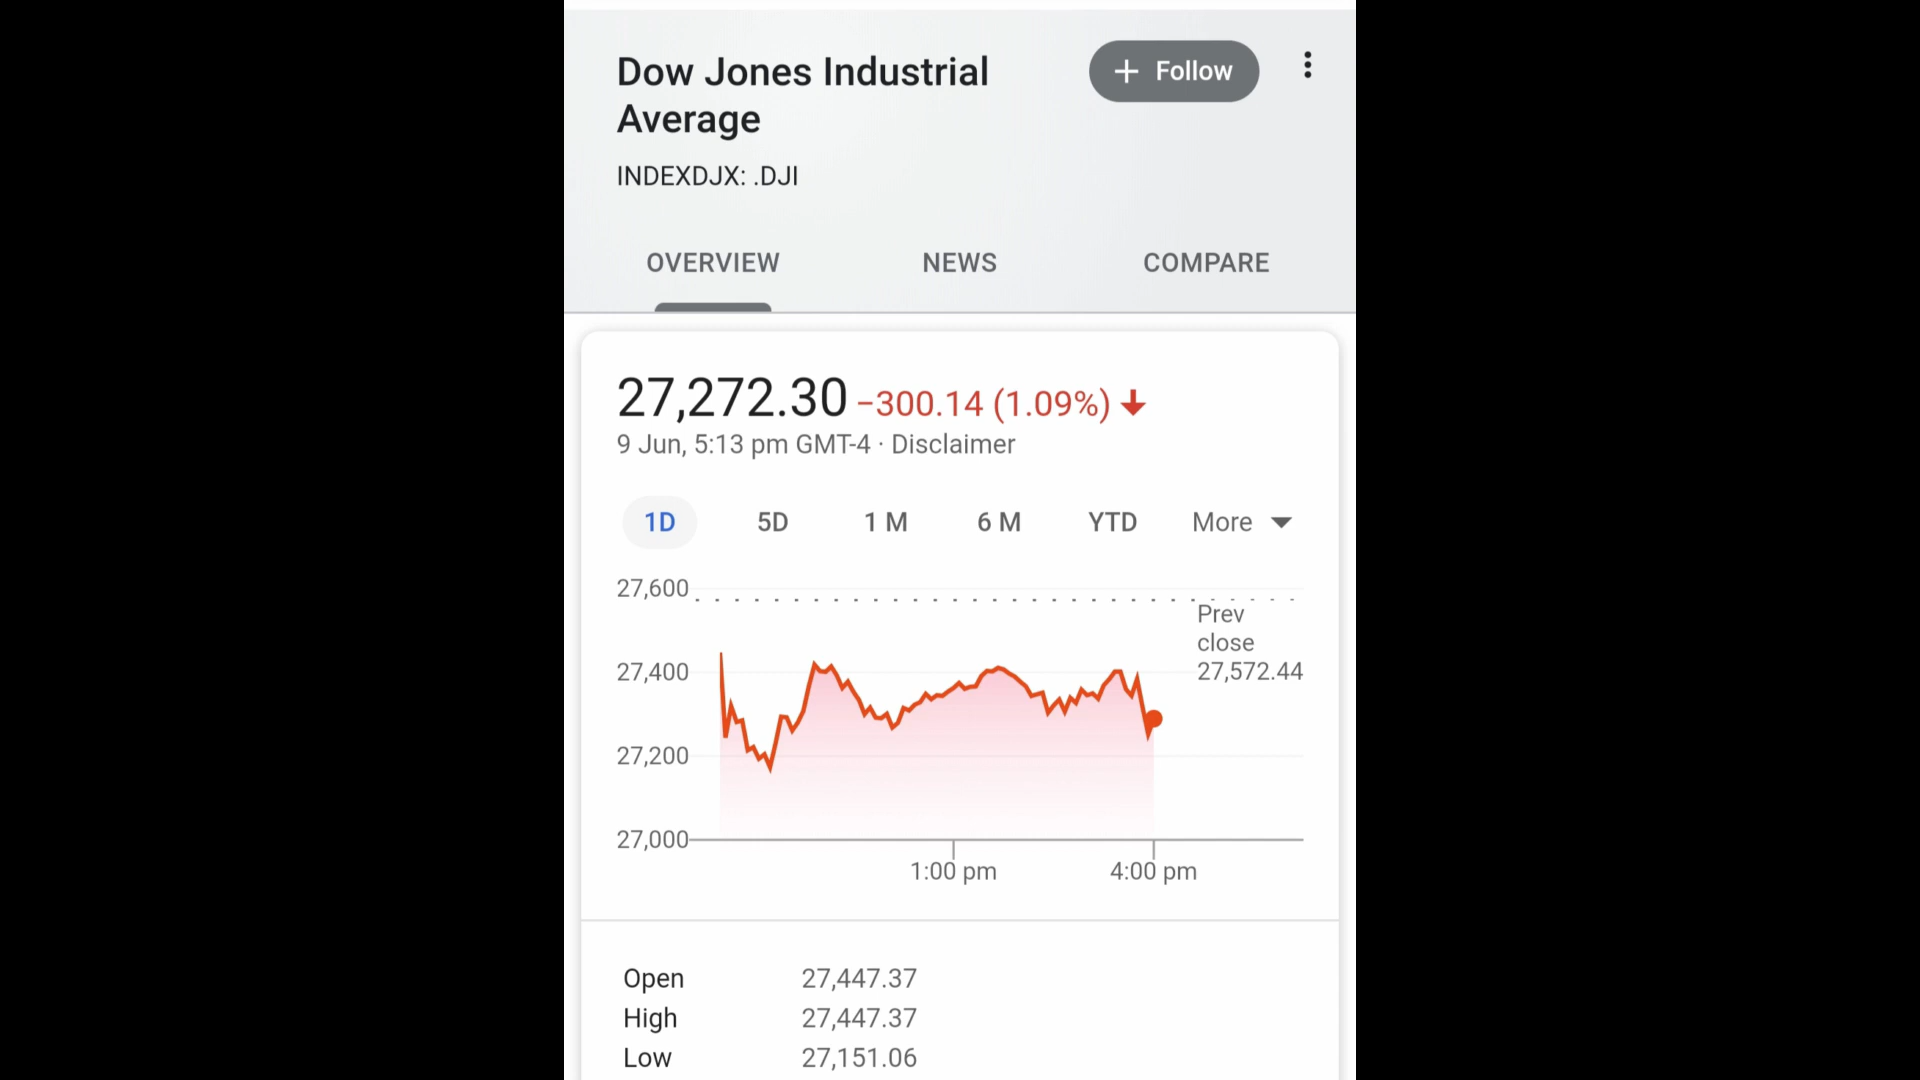 Dow Jones Industrial
Average
+ Follow
INDEXDJX: .DJI
OVERVIEW NEWS COMPARE
27,272.30 −300.14 (1.09%)
9 Jun, 5:13 pm GMT-4 · Disclaimer
1D 5D 1 M 6 M YTD More
27,600
Prev
close
27,572.44
27,400
27,200
27,000
1:00 pm 4:00 pm
Open 27,447.37
High 27,447.37
Low 27,151.06